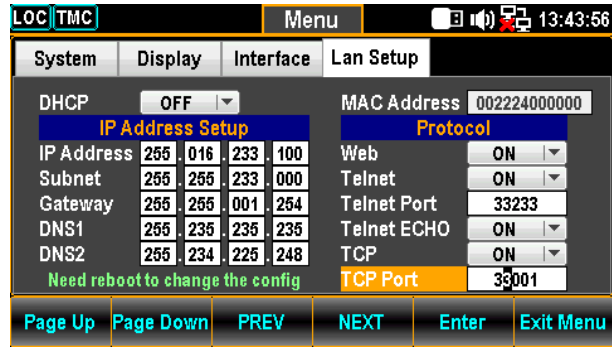 LOC TMC Menu 13:43:56
System Display Interface Lan Setup
DHCP OFF MAC Address 002224000000
IP Address Setup Protocol
IP Address 255 . 016 . 233 . 100 Web ON
Subnet 255 . 255 . 233 . 000 Telnet ON
Gateway 255 . 255 . 001 . 254 Telnet Port 33233
DNS1 255 . 235 . 235 . 235 Telnet ECHO ON
DNS2 255 . 234 . 225 . 248 TCP ON
Need reboot to change the config TCP Port 33001
Page Up Page Down PREV NEXT Enter Exit Menu